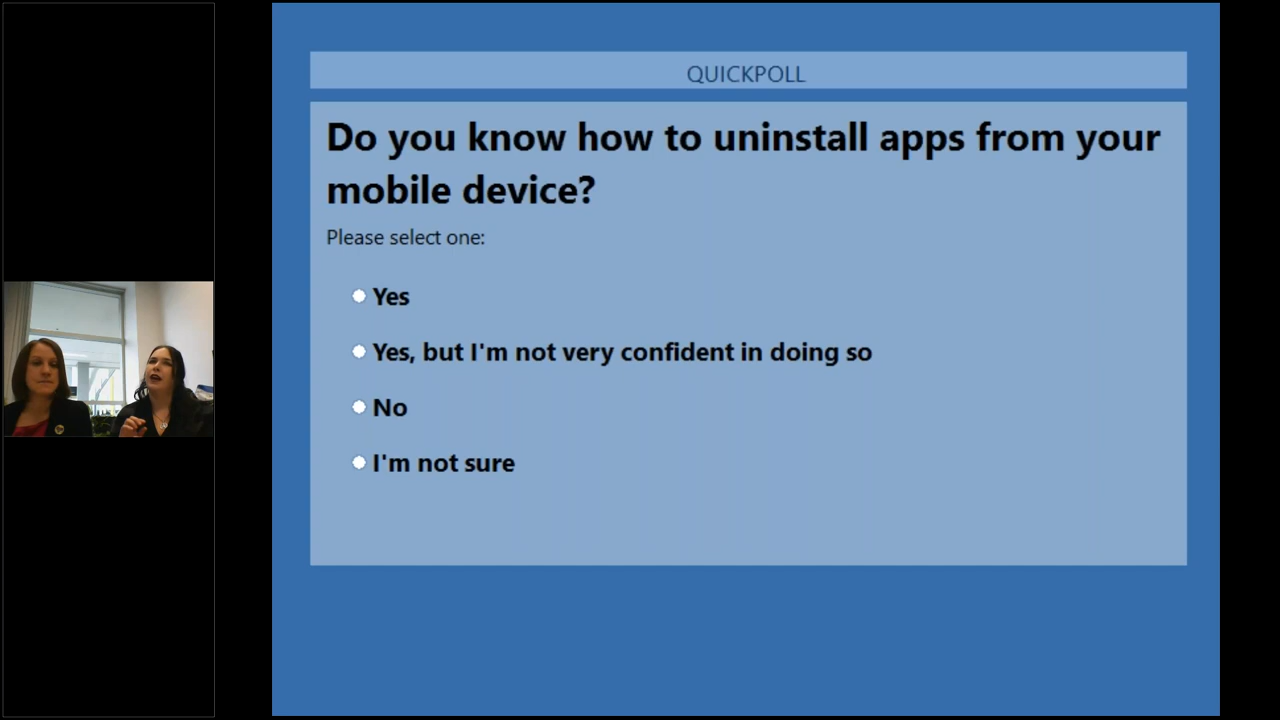 QUICKPOLL
Do you know how to uninstall apps from your
mobile device?
Please select one:
Yes
Yes, but I'm not very confident in doing so
No
I'm not sure